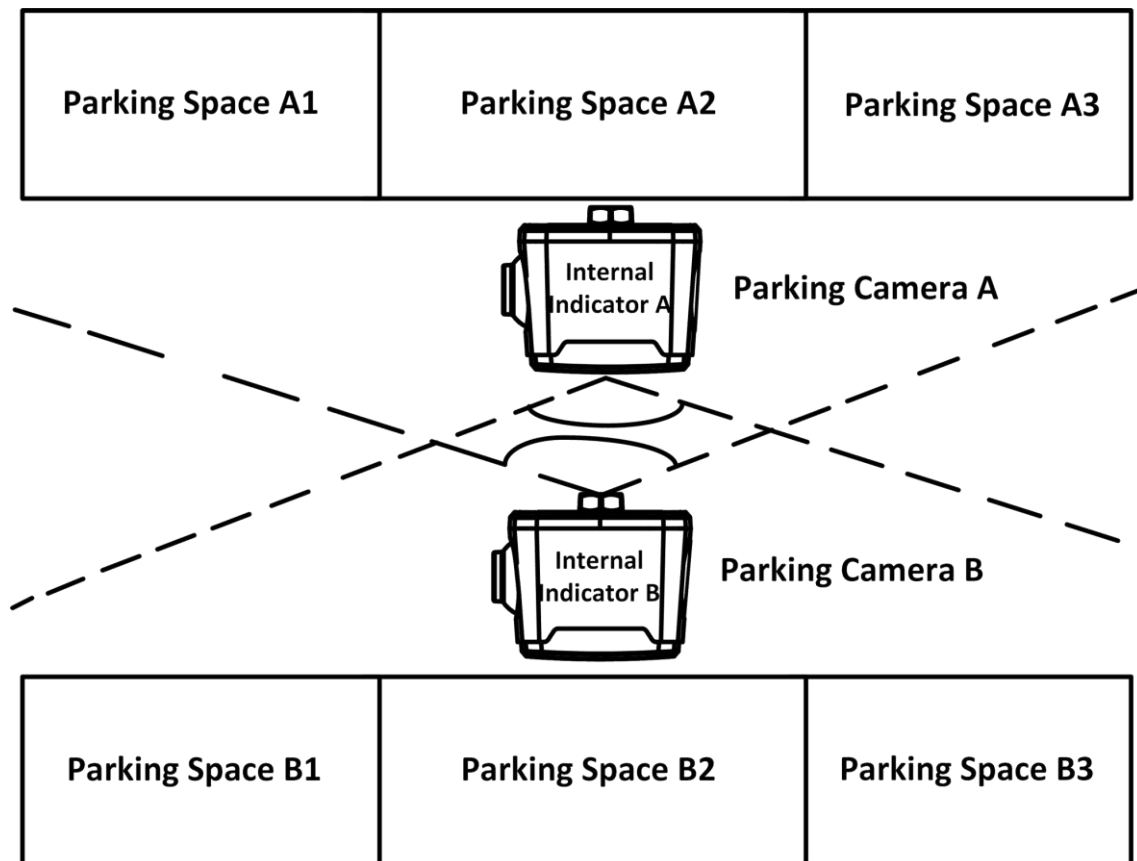 Parking Space A1
Parking Space A2
Parking Space A3
Internal
Indicator A
Parking Camera A
Internal
Indicator B
Parking Camera B
Parking Space B1
Parking Space B2
Parking Space B3